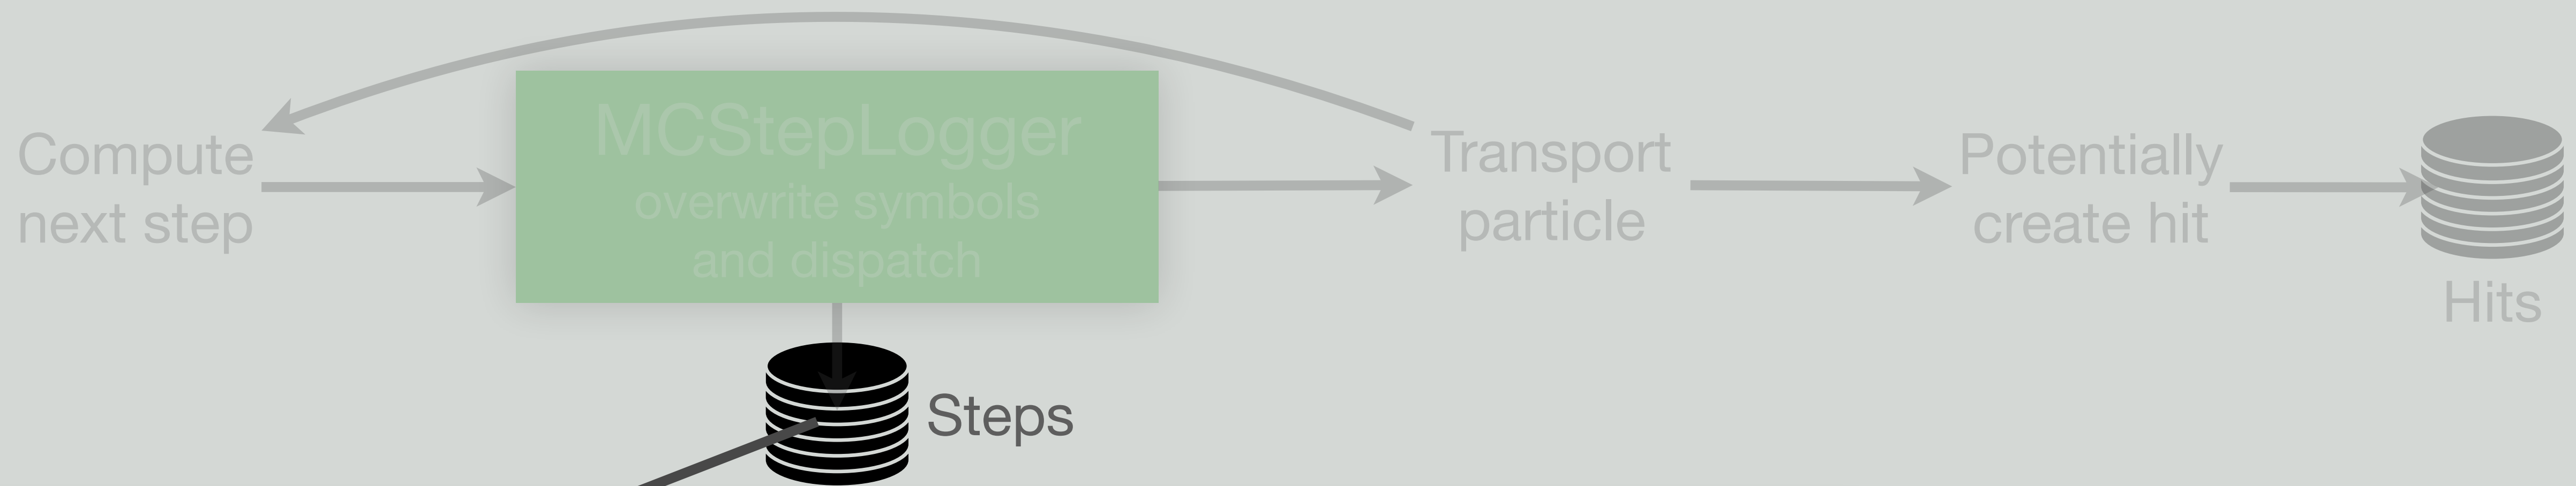 Compute
next step
MCStepLogger
overwrite symbols
and dispatch
Transport
particle
Potentially
create hit
Hits
Steps